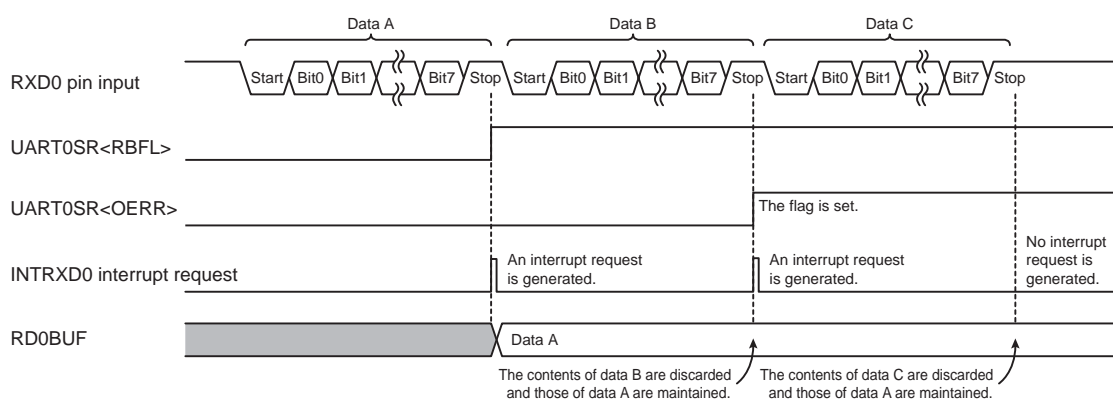 Data A Data B Data C
RXD0 pin input Start Bit0 Bit1 Bit7 Stop Start Bit0 Bit1 Bit7 Stop Start Bit0 Bit1 Bit7 Stop
UART0SR<RBFL>
UART0SR<OERR> The flag is set.
INTRXD0 interrupt request
An interrupt request
is generated.
An interrupt request
is generated.
No interrupt
request is
generated.
RD0BUF Data A
The contents of data B are discarded
and those of data A are maintained.
The contents of data C are discarded
and those of data A are maintained.